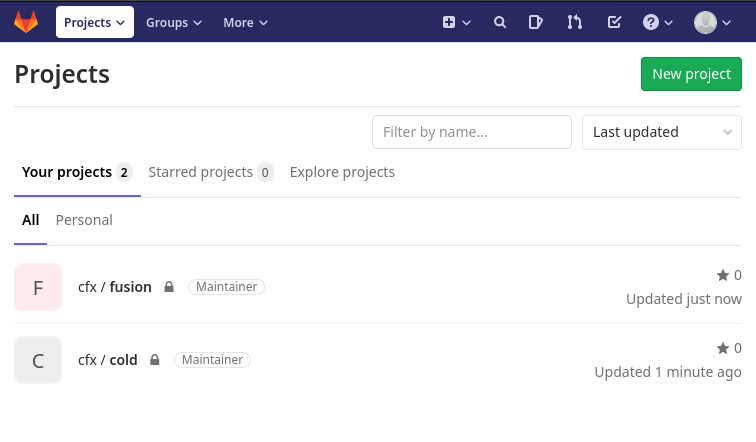 Projects Groups More
Projects
New project
Filter by name...
Last updated
Your projects 2 Starred projects 0 Explore projects
All Personal
F cfx / fusion Maintainer 0
Updated just now
C cfx / cold Maintainer 0
Updated 1 minute ago